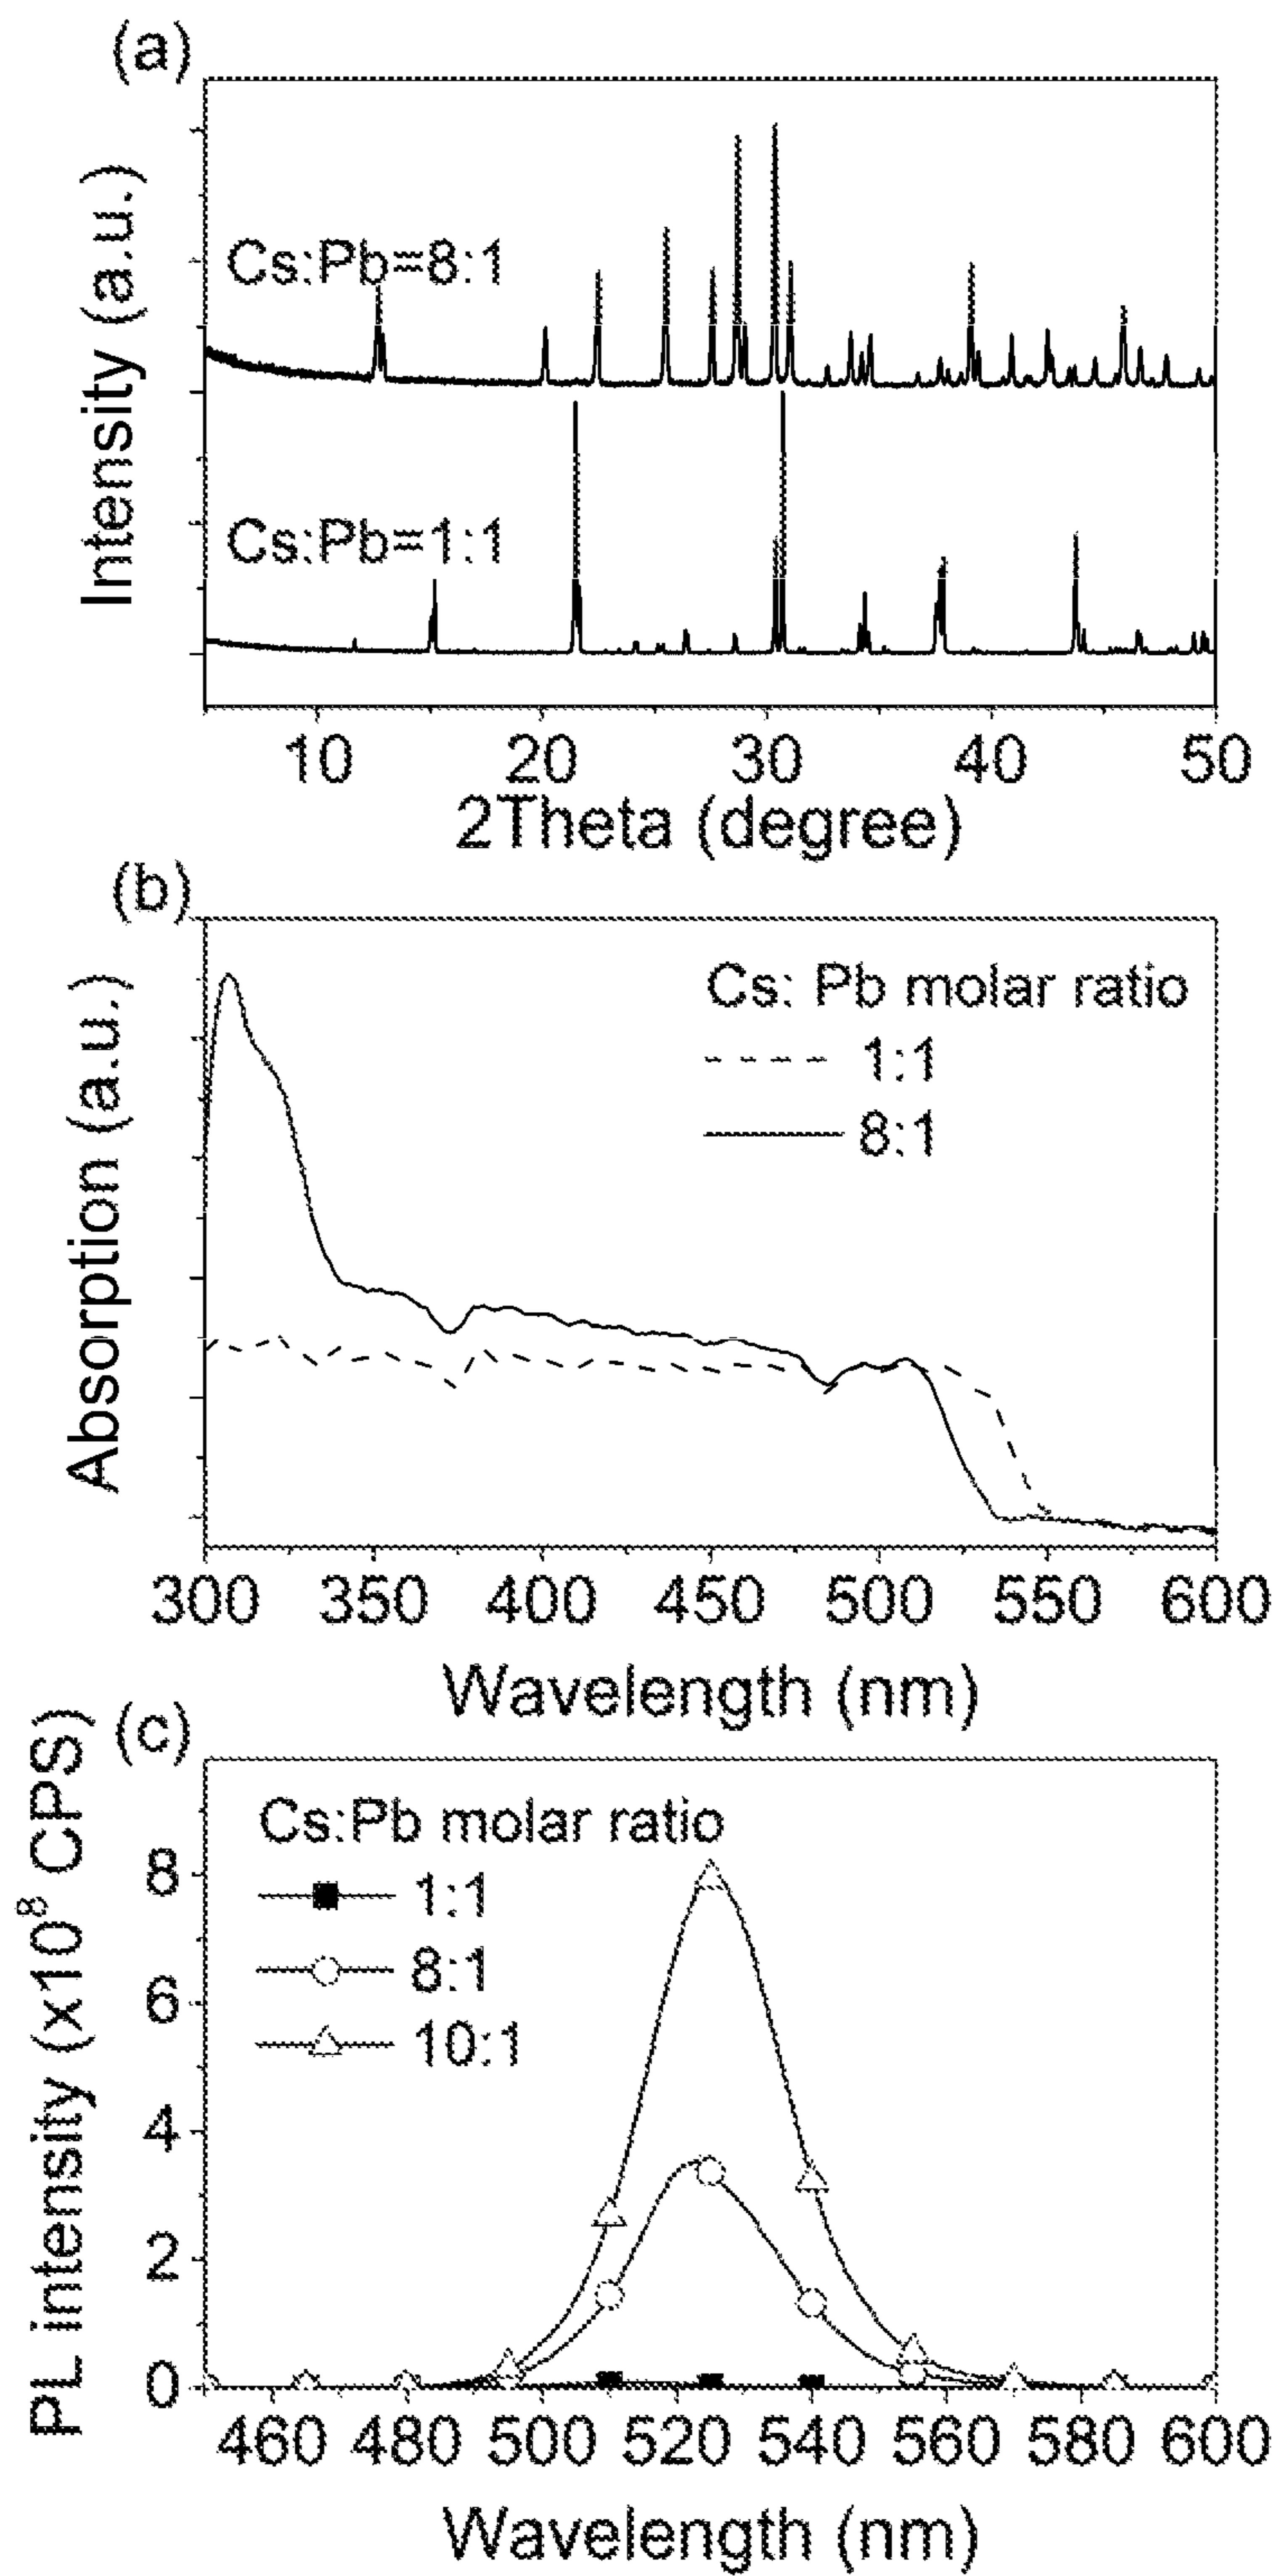 (a)
Intensity (a.u.)
Cs:Pb=8:1
Cs:Pb=1:1
10 20 30 40 50
2Theta (degree)
(b)
Absorption (a.u.)
Cs: Pb molar ratio
1:1
8:1
300 350 400 450 500 550 600
Wavelength (nm)
(c)
PL intensity (x10⁸ CPS)
Cs:Pb molar ratio
1:1
8:1
10:1
8
6
4
2
0
460 480 500 520 540 560 580 600
Wavelength (nm)